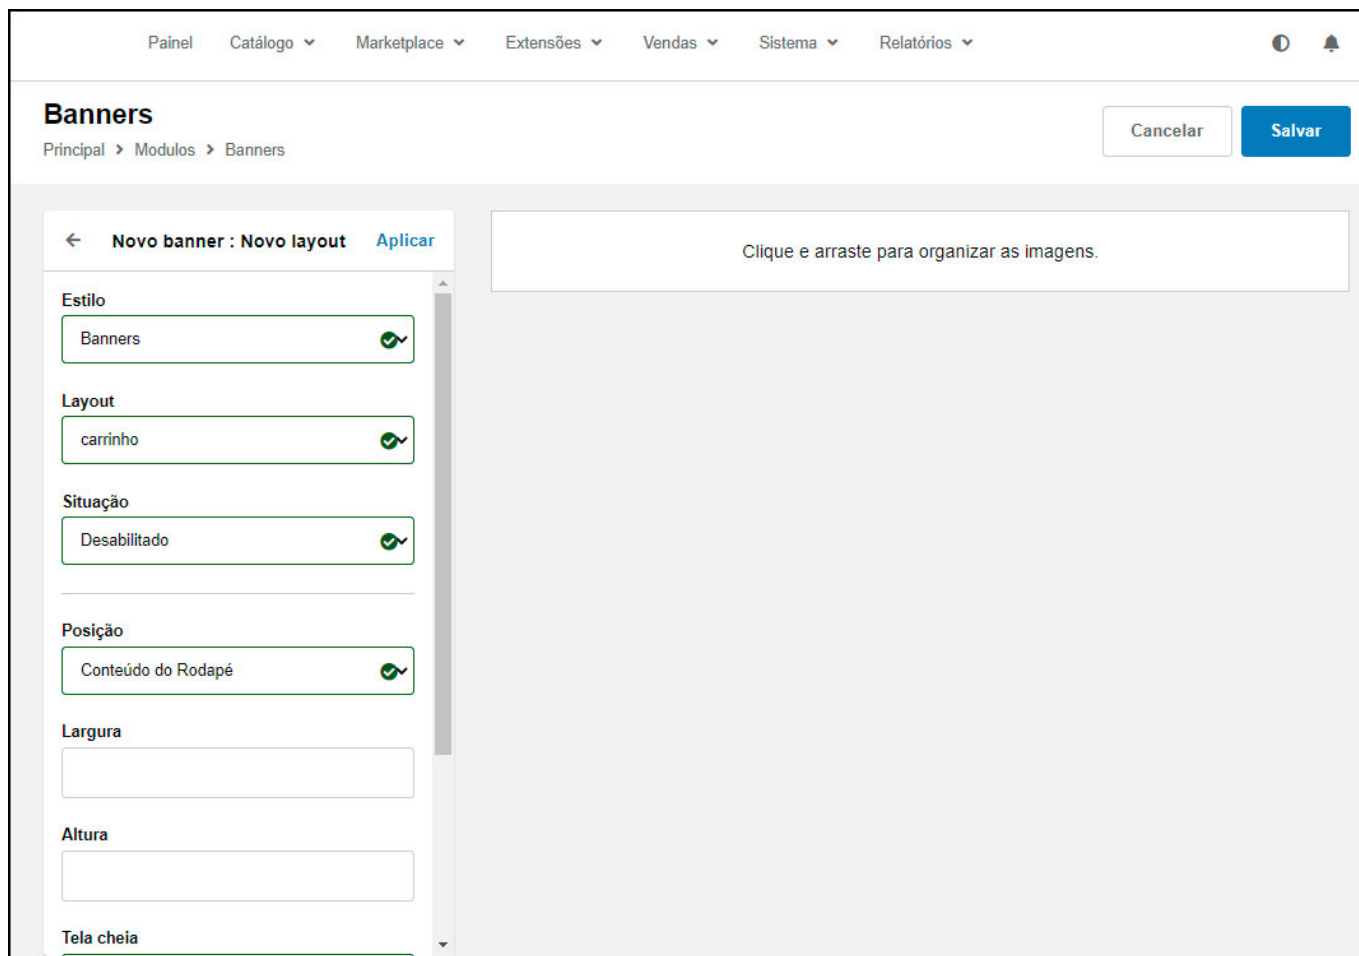 Painel Catálogo Marketplace Extensões Vendas Sistema Relatórios
Banners
Principal > Modulos > Banners
Cancelar Salvar
Novo banner : Novo layout Aplicar
Clique e arraste para organizar as imagens.
Estilo
Banners
Layout
carrinho
Situação
Desabilitado
Posição
Conteúdo do Rodapé
Largura
Altura
Tela cheia